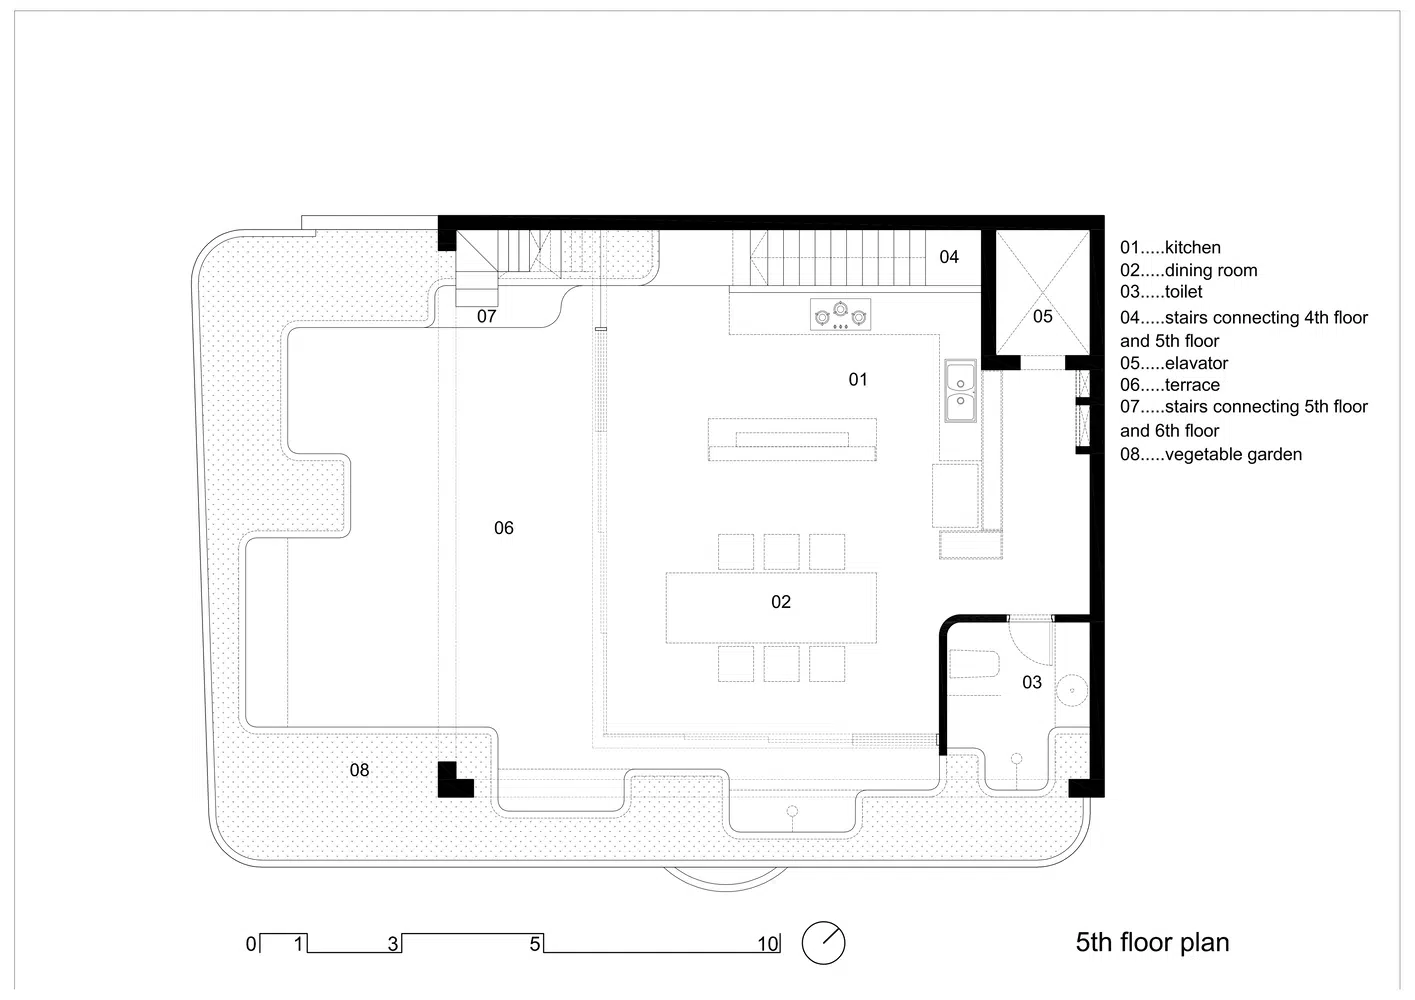 04
07
05
01
06
02
03
08
01.....kitchen
02.....dining room
03.....toilet
04.....stairs connecting 4th floor
and 5th floor
05.....elavator
06.....terrace
07.....stairs connecting 5th floor
and 6th floor
08.....vegetable garden
0 1 3 5 10
5th floor plan